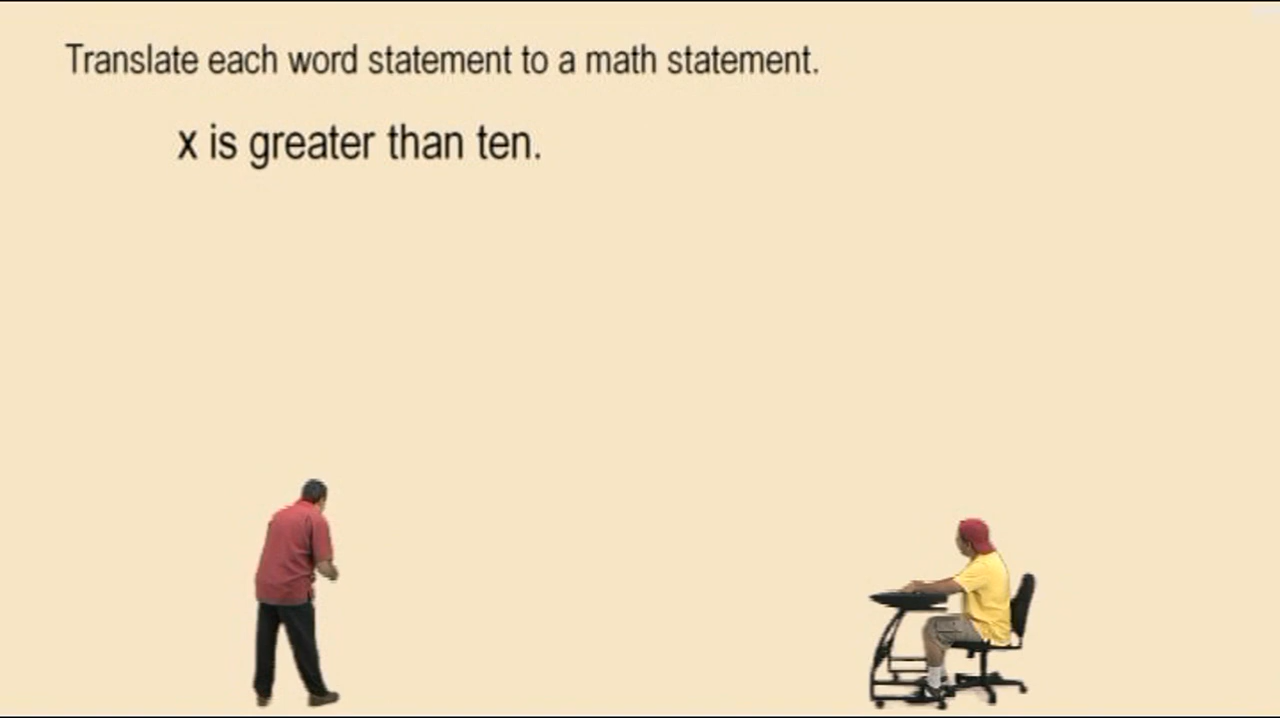 Translate each word statement to a math statement.
x is greater than ten.